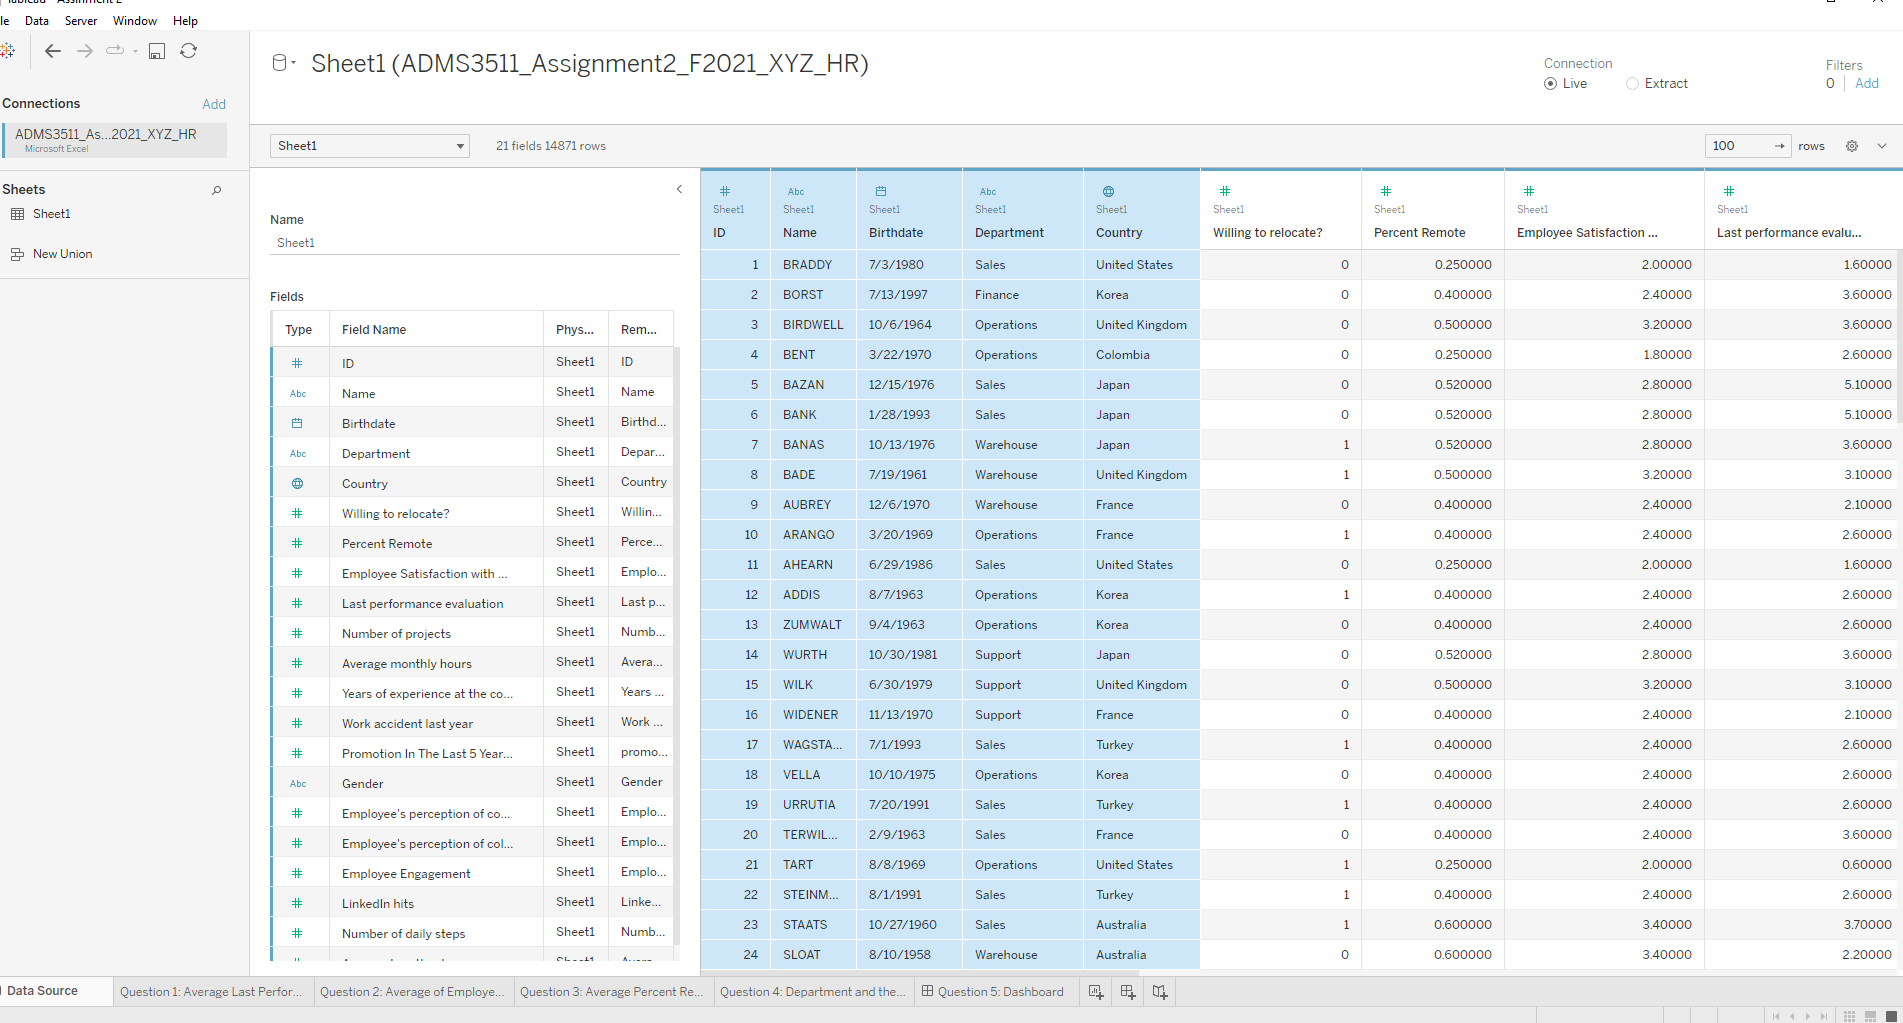 Data Server Window Help
Connections Add
ADMS3511_As...2021_XYZ_HR
Microsoft Excel
Sheets
Sheet1
New Union
Sheet1 (ADMS3511_Assignment2_F2021_XYZ_HR)
Connection
Live Extract
Filters
0 Add
Sheet1 21 fields 14871 rows 100 rows
Name
Sheet1
Fields
Type Field Name Phys... Rem...
# ID Sheet1 ID
Abc Name Sheet1 Name
Birthdate Sheet1 Birthd...
Abc Department Sheet1 Depar...
Country Sheet1 Country
# Willing to relocate? Sheet1 Willin...
# Percent Remote Sheet1 Perce...
# Employee Satisfaction with ... Sheet1 Emplo...
# Last performance evaluation Sheet1 Last p...
# Number of projects Sheet1 Numb...
# Average monthly hours Sheet1 Avera...
# Years of experience at the co... Sheet1 Years ...
# Work accident last year Sheet1 Work ...
# Promotion In The Last 5 Year... Sheet1 promo...
Abc Gender Sheet1 Gender
# Employee's perception of co... Sheet1 Emplo...
# Employee's perception of col... Sheet1 Emplo...
# Employee Engagement Sheet1 Emplo...
# LinkedIn hits Sheet1 Linke...
# Number of daily steps Sheet1 Numb...
# Abc Abc # # # #
Sheet1 Sheet1 Sheet1 Sheet1 Sheet1 Sheet1 Sheet1 Sheet1 Sheet1
ID Name Birthdate Department Country Willing to relocate? Percent Remote Employee Satisfaction ... Last performance evalu...
1 BRADDY 7/3/1980 Sales United States 0 0.250000 2.00000 1.60000
2 BORST 7/13/1997 Finance Korea 0 0.400000 2.40000 3.60000
3 BIRDWELL 10/6/1964 Operations United Kingdom 0 0.500000 3.20000 3.60000
4 BENT 3/22/1970 Operations Colombia 0 0.250000 1.80000 2.60000
5 BAZAN 12/15/1976 Sales Japan 0 0.520000 2.80000 5.10000
6 BANK 1/28/1993 Sales Japan 0 0.520000 2.80000 5.10000
7 BANAS 10/13/1976 Warehouse Japan 1 0.520000 2.80000 3.60000
8 BADE 7/19/1961 Warehouse United Kingdom 1 0.500000 3.20000 3.10000
9 AUBREY 12/6/1970 Warehouse France 0 0.400000 2.40000 2.10000
10 ARANGO 3/20/1969 Operations France 1 0.400000 2.40000 2.60000
11 AHEARN 6/29/1986 Sales United States 0 0.250000 2.00000 1.60000
12 ADDIS 8/7/1963 Operations Korea 1 0.400000 2.40000 2.60000
13 ZUMWALT 9/4/1963 Operations Korea 0 0.400000 2.40000 2.60000
14 WURTH 10/30/1981 Support Japan 0 0.520000 2.80000 3.60000
15 WILK 6/30/1979 Support United Kingdom 0 0.500000 3.20000 3.10000
16 WIDENER 11/13/1970 Support France 0 0.400000 2.40000 2.10000
17 WAGSTA... 7/1/1993 Sales Turkey 1 0.400000 2.40000 2.60000
18 VELLA 10/10/1975 Operations Korea 0 0.400000 2.40000 2.60000
19 URRUTIA 7/20/1991 Sales Turkey 1 0.400000 2.40000 2.60000
20 TERWIL... 2/9/1963 Sales France 0 0.400000 2.40000 3.60000
21 TART 8/8/1969 Operations United States 1 0.250000 2.00000 0.60000
22 STEINM... 8/1/1991 Sales Turkey 1 0.400000 2.40000 2.60000
23 STAATS 10/27/1960 Sales Australia 1 0.600000 3.40000 3.70000
24 SLOAT 8/10/1958 Warehouse Australia 0 0.600000 3.40000 2.20000
Data Source Question 1: Average Last Perfor... Question 2: Average of Employe... Question 3: Average Percent Re... Question 4: Department and the... Question 5: Dashboard